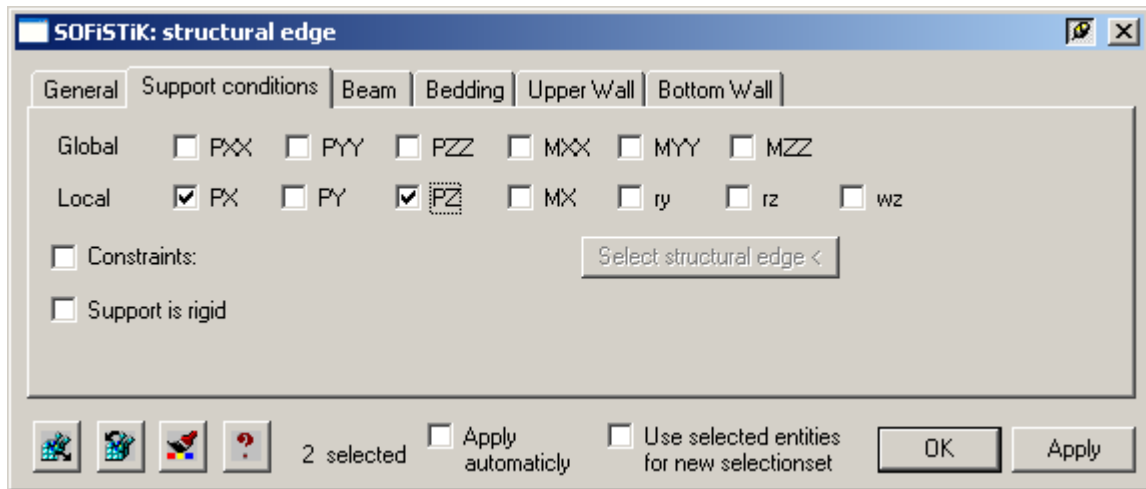 SOFiSTiK: structural edge
General Support conditions Beam Bedding Upper Wall Bottom Wall
Global PXX PYY PZZ MXX MYY MZZ
Local PX PY PZ MX ry rz wz
Constraints: Select structural edge <
Support is rigid
? 2 selected Apply automaticly Use selected entities for new selectionset OK Apply